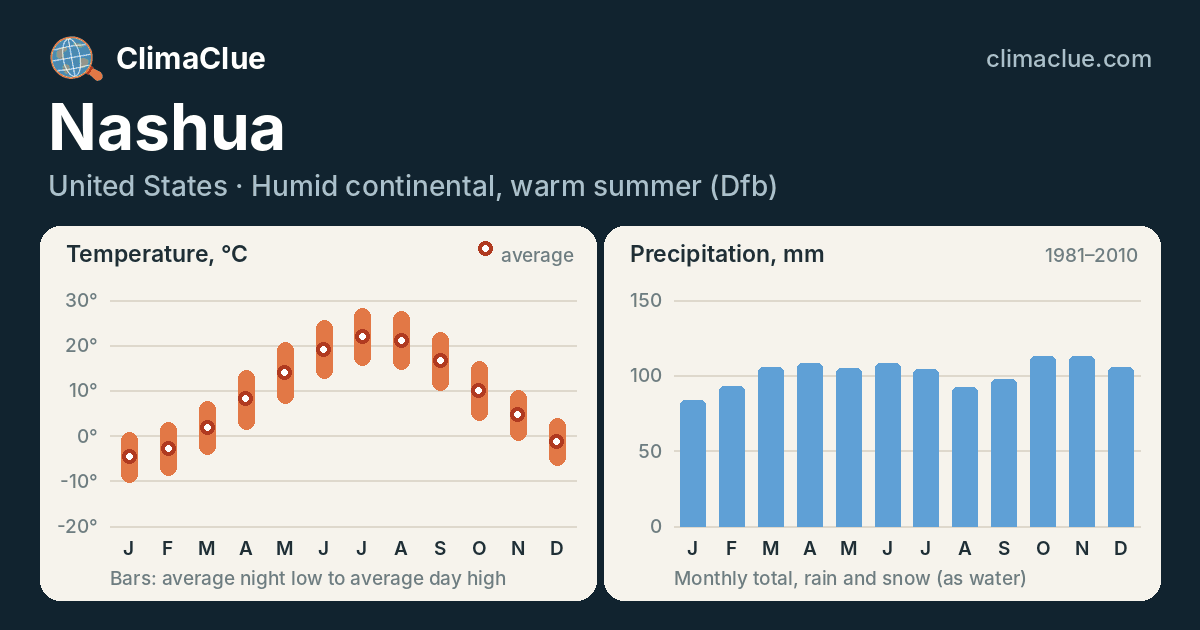 ClimaClue
climaclue.com
Nashua
United States · Humid continental, warm summer (Dfb)
Temperature, °C
average
30°
20°
10°
0°
-10°
-20°
J F M A M J J A S O N D
Bars: average night low to average day high
Precipitation, mm
1981–2010
150
100
50
0
J F M A M J J A S O N D
Monthly total, rain and snow (as water)